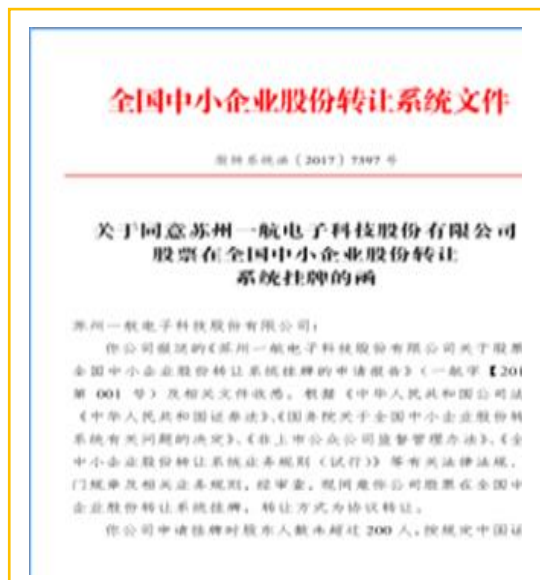 全国中小企业股份转让系统文件
股转系统函〔2017〕7397 号
关于同意苏州一航电子科技股份有限公司
股票在全国中小企业股份转让
系统挂牌的函
苏州一航电子科技股份有限公司：
你公司报送的《苏州一航电子科技股份有限公司关于股票
全国中小企业股份转让系统挂牌的申请报告》（一航字【201
第 001 号）及相关文件收悉。根据《中华人民共和国公司法
《中华人民共和国证券法》、《国务院关于全国中小企业股份转
系统有关问题的决定》、《非上市公众公司监督管理办法》、《全
中小企业股份转让系统业务规则（试行）》等有关法律法规、
门规章及相关业务规则，经审查，现同意你公司股票在全国中
企业股份转让系统挂牌，转让方式为协议转让。
你公司申请挂牌时股东人数未超过 200 人，按规定中国证